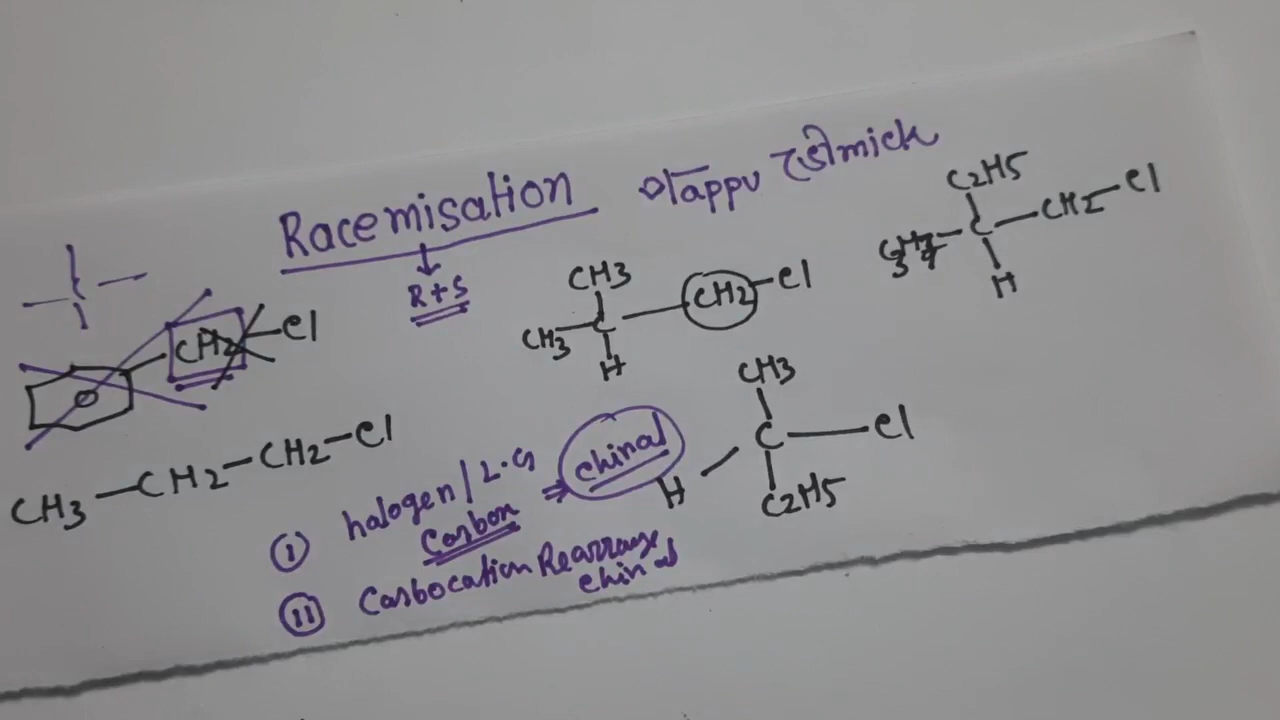 Racemisation
R+S
CH2-Cl
CH3-CH2-CH2-Cl
CH3
CH3-C-CH2-Cl
H
C2H5
C-CH2-Cl
H
CH3
H-C-Cl
C2H5
(I) halogen/L.G
Carbon ⇒ chiral
(II) Carbocation Rearrange
chiral